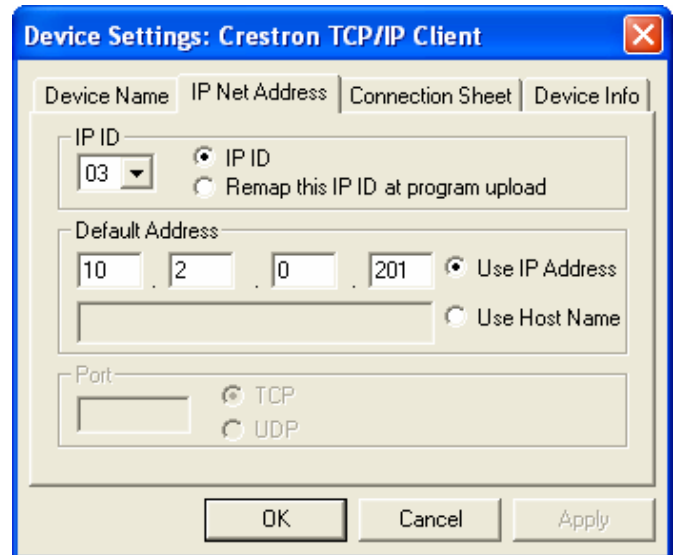 Device Settings: Crestron TCP/IP Client
Device Name IP Net Address Connection Sheet Device Info
IP ID
03 IP ID
Remap this IP ID at program upload
Default Address
10 . 2 . 0 . 201 Use IP Address
Use Host Name
Port
TCP
UDP
OK Cancel Apply